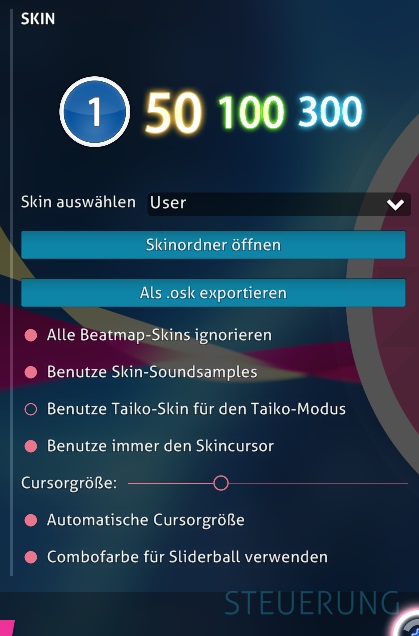 SKIN
1 50 100 300
Skin auswählen User
Skinordner öffnen
Als .osk exportieren
Alle Beatmap-Skins ignorieren
Benutze Skin-Soundsamples
Benutze Taiko-Skin für den Taiko-Modus
Benutze immer den Skincursor
Cursorgröße:
Automatische Cursorgröße
Combofarbe für Sliderball verwenden
STEUERUNG